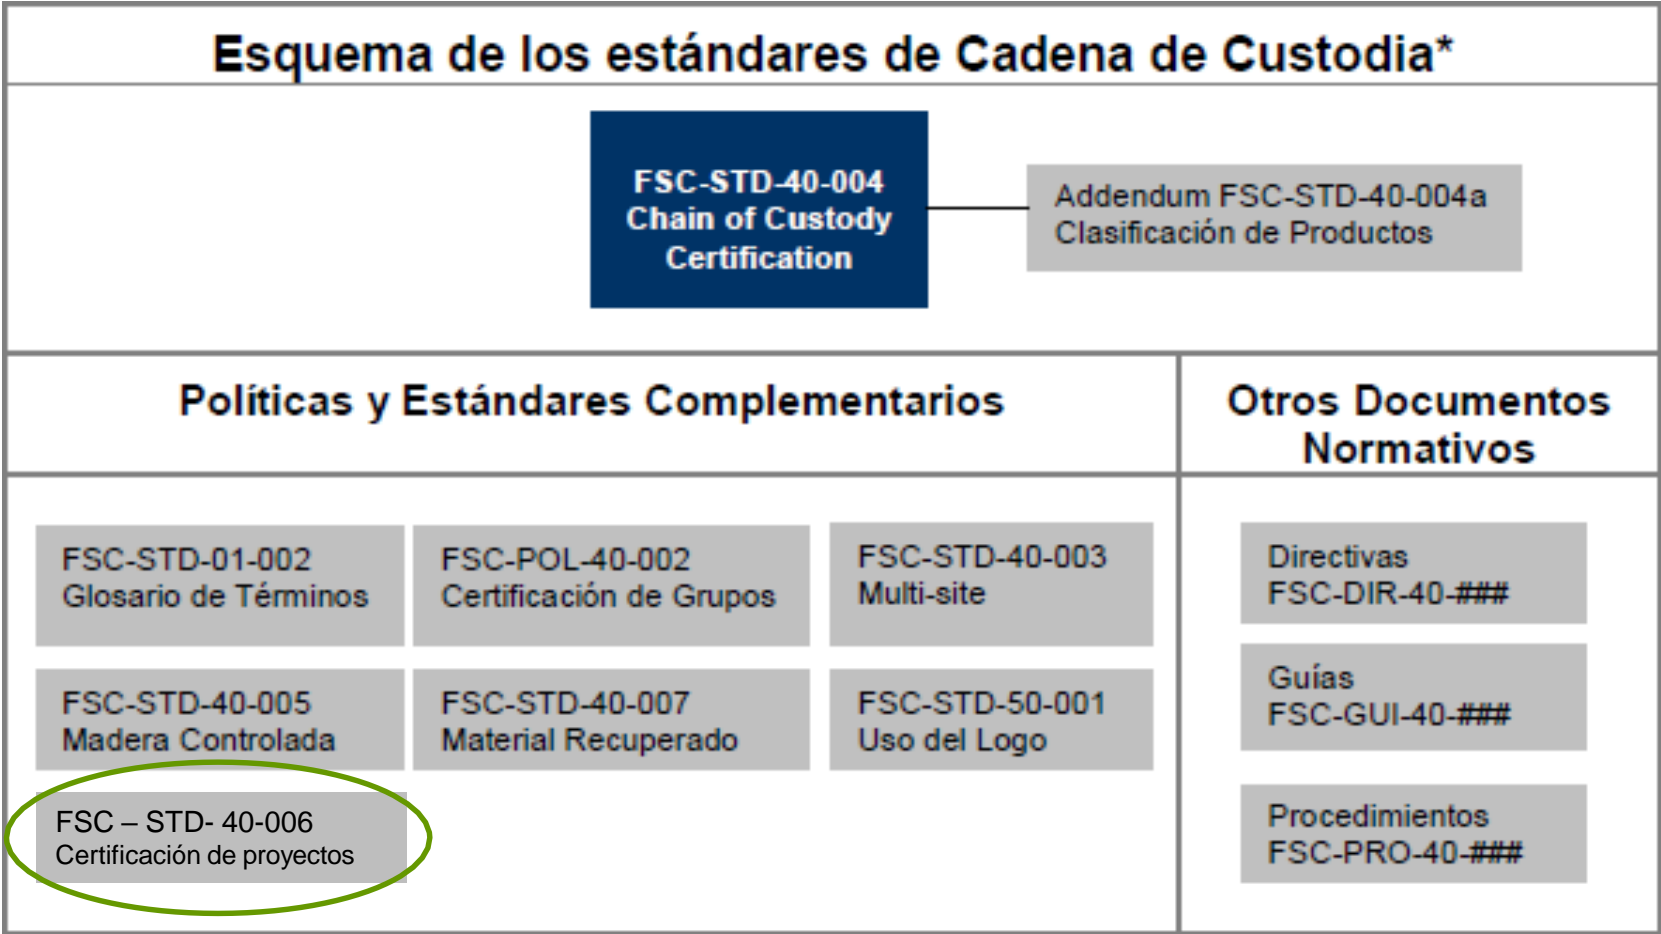 Esquema de los estándares de Cadena de Custodia*
FSC-STD-40-004
Chain of Custody
Certification
Addendum FSC-STD-40-004a
Clasificación de Productos
Políticas y Estándares Complementarios
Otros Documentos
Normativos
FSC-STD-01-002
Glosario de Términos
FSC-POL-40-002
Certificación de Grupos
FSC-STD-40-003
Multi-site
FSC-STD-40-005
Madera Controlada
FSC-STD-40-007
Material Recuperado
FSC-STD-50-001
Uso del Logo
FSC – STD- 40-006
Certificación de proyectos
Directivas
FSC-DIR-40-###
Guías
FSC-GUI-40-###
Procedimientos
FSC-PRO-40-###